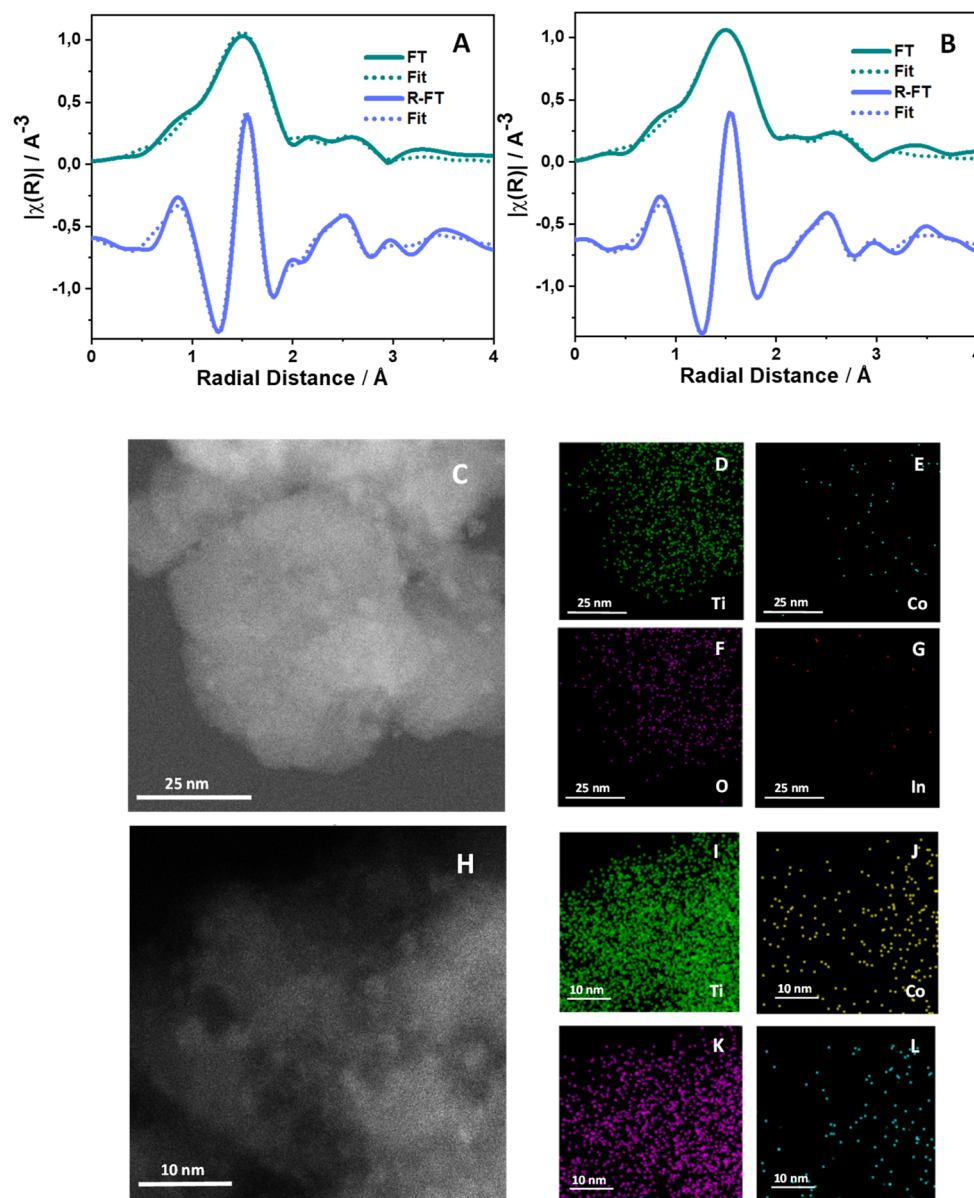 A
FT
Fit
R-FT
Fit
|χ(R)| / A⁻³
1,0
0,5
0,0
-0,5
-1,0
0 1 2 3 4
Radial Distance / Å
B
FT
Fit
R-FT
Fit
|χ(R)| / A⁻³
1,0
0,5
0,0
-0,5
-1,0
0 1 2 3 4
Radial Distance / Å
C
25 nm
D
25 nm
Ti
E
25 nm
Co
F
25 nm
O
G
25 nm
In
H
10 nm
I
10 nm
Ti
J
10 nm
Co
K
10 nm
L
10 nm